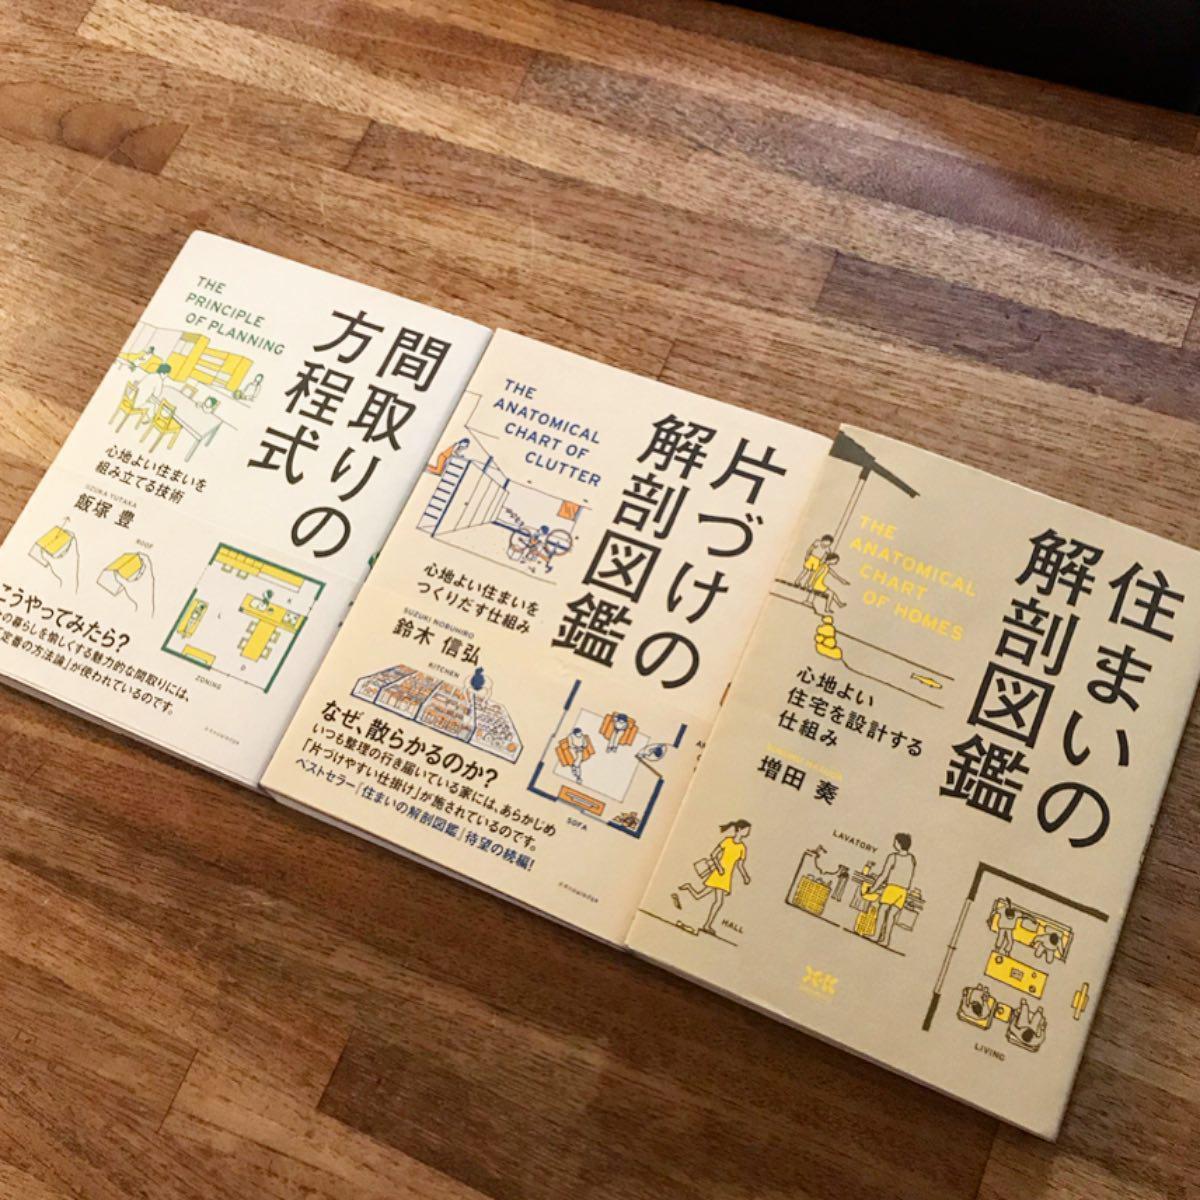 THE
PRINCIPLE
OF PLANNING
間取りの
方程式
心地よい住まいを
組み立てる技術
IIZUKA YUTAKA
飯塚 豊
ROOF
こうやってみたら?
の暮らしを愉しくする魅力的な間取りには、
「定番の方法論」が使われているのです。
ZONING
L
D
x-knowledge
THE
ANATOMICAL
CHART OF
CLUTTER
片づけの
解剖図鑑
心地よい住まいを
つくりだす仕組み
SUZUKI NOBUHIRO
鈴木 信弘
KITCHEN
なぜ、散らかるのか?
いつも整理の行き届いている家には、あらかじめ
「片づけやすい仕掛け」が施されているのです。
ベストセラー『住まいの解剖図鑑』待望の続編!
SOFA
x-knowledge
THE
ANATOMICAL
CHART
OF HOMES
住まいの
解剖図鑑
心地よい
住宅を設計する
仕組み
増田 奏
LAVATORY
HALL
LIVING